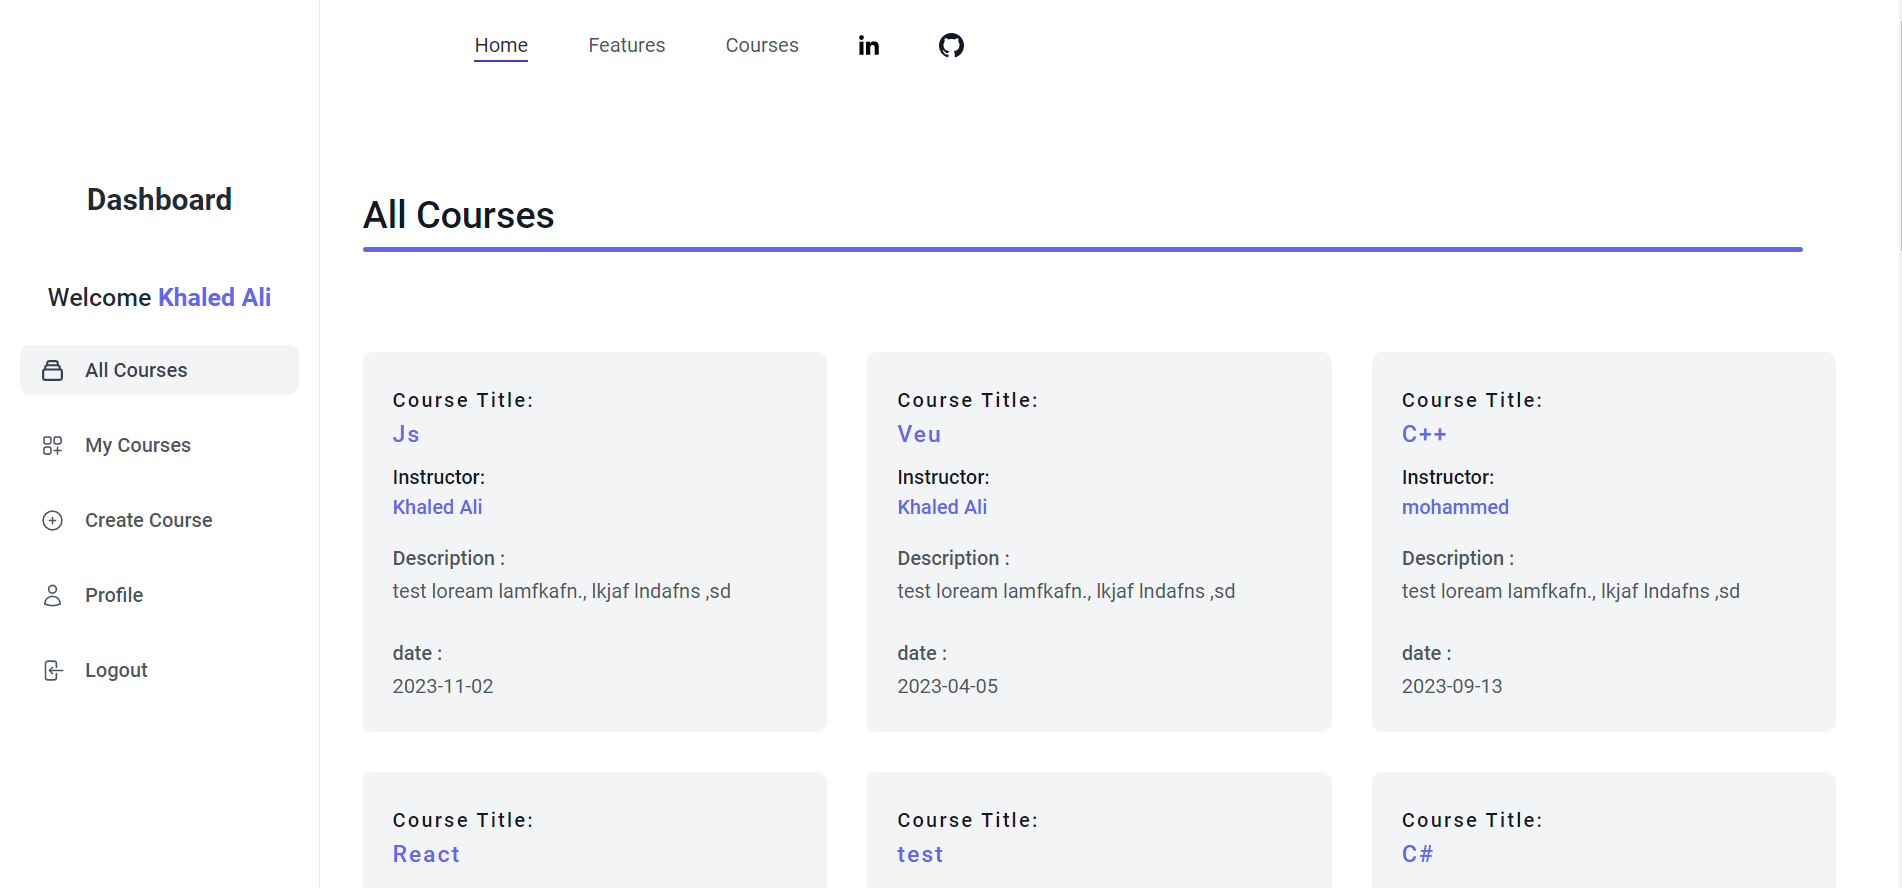 Home Features Courses in
Dashboard
Welcome Khaled Ali
All Courses
My Courses
Create Course
Profile
Logout
All Courses
Course Title:
Js
Instructor:
Khaled Ali
Description :
test loream lamfkafn., lkjaf lndafns ,sd
date :
2023-11-02
Course Title:
Veu
Instructor:
Khaled Ali
Description :
test loream lamfkafn., lkjaf lndafns ,sd
date :
2023-04-05
Course Title:
C++
Instructor:
mohammed
Description :
test loream lamfkafn., lkjaf lndafns ,sd
date :
2023-09-13
Course Title:
React
Course Title:
test
Course Title:
C#